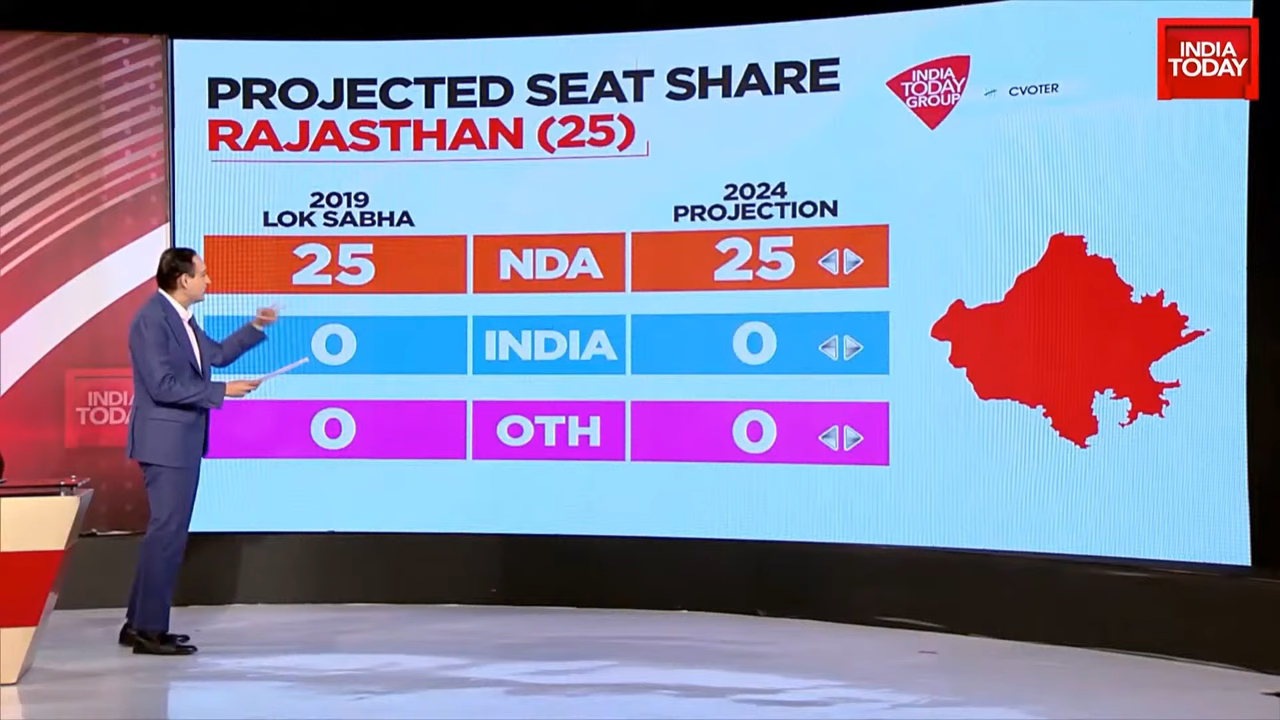 PROJECTED SEAT SHARE
RAJASTHAN (25)
INDIA
TODAY
GROUP
CVOTER
INDIA
TODAY
2019
LOK SABHA
2024
PROJECTION
25 NDA 25
0 INDIA 0
0 OTH 0
INDIA
TODA